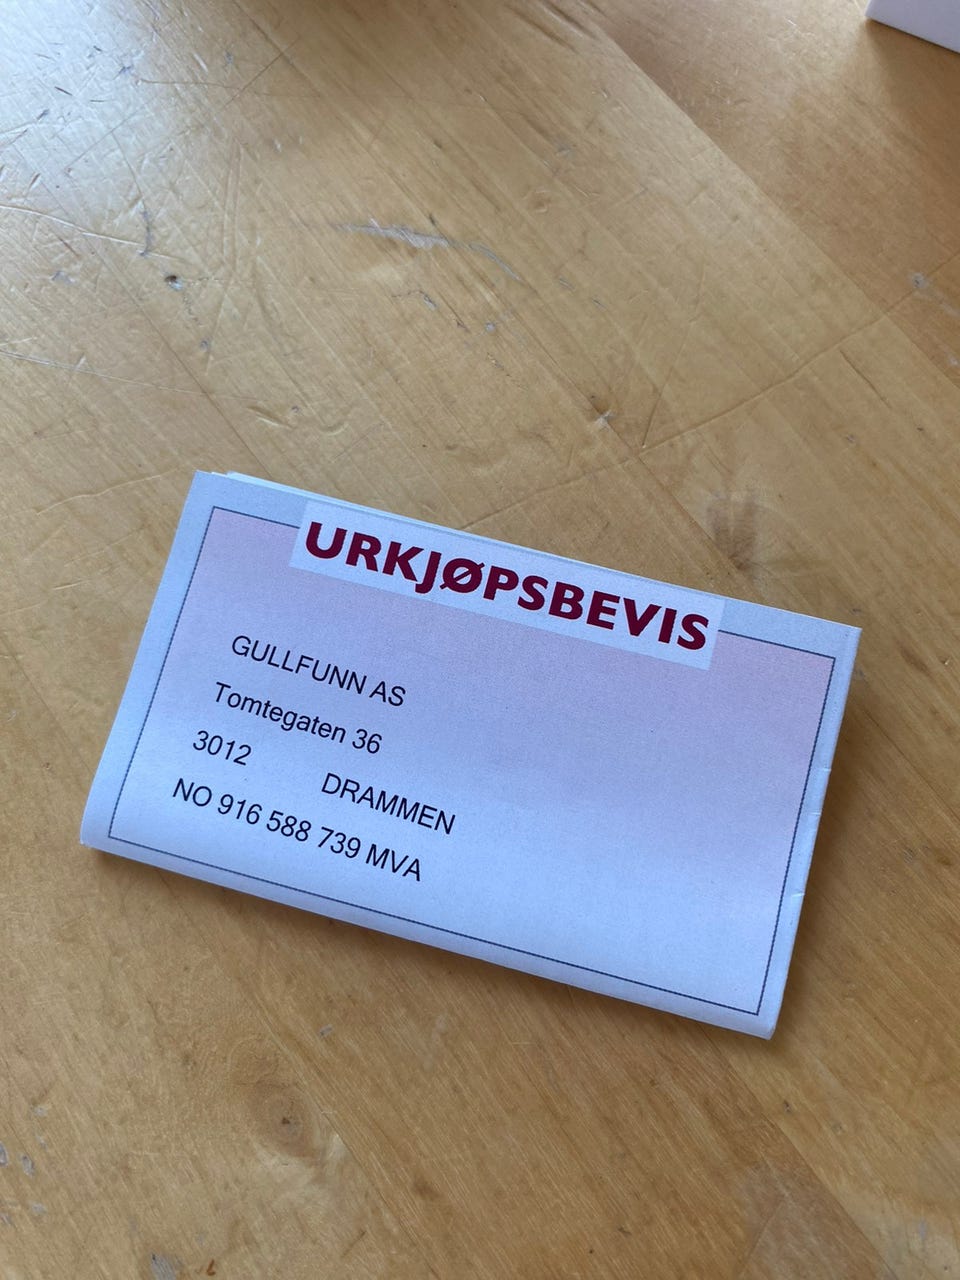 URKJØPSBEVIS
GULLFUNN AS
Tomtegaten 36
3012 DRAMMEN
NO 916 588 739 MVA